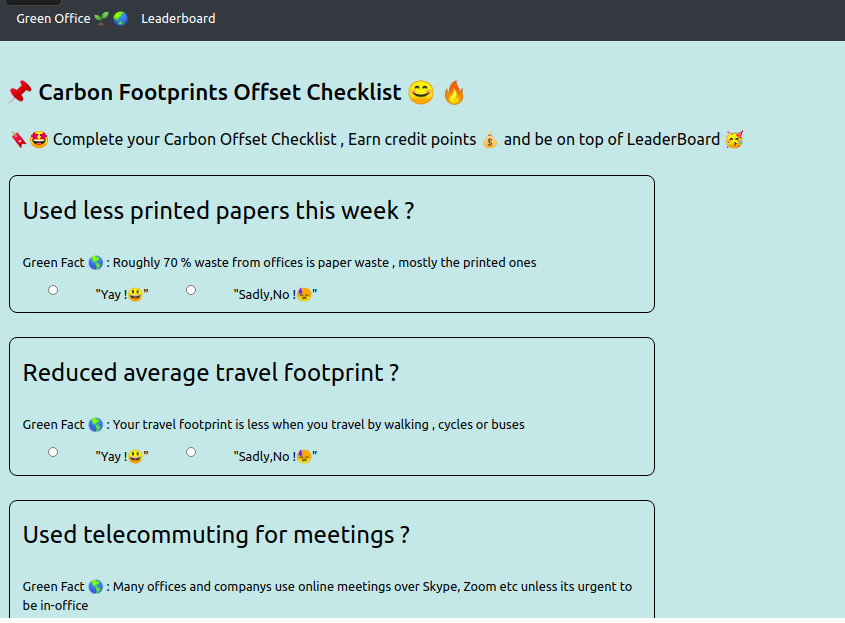 Green Office 🌱 🌏 Leaderboard
📌 Carbon Footprints Offset Checklist 😊 🔥
🔖🤩 Complete your Carbon Offset Checklist , Earn credit points 💰 and be on top of LeaderBoard 🥳
Used less printed papers this week ?
Green Fact 🌏 : Roughly 70 % waste from offices is paper waste , mostly the printed ones
"Yay !😃" "Sadly,No !😓"
Reduced average travel footprint ?
Green Fact 🌏 : Your travel footprint is less when you travel by walking , cycles or buses
"Yay !😃" "Sadly,No !😓"
Used telecommuting for meetings ?
Green Fact 🌏 : Many offices and companys use online meetings over Skype, Zoom etc unless its urgent to
be in-office